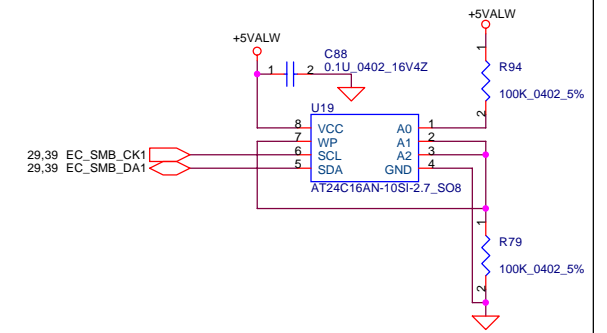 +5VALW
+5VALW
C88
1 2 0.1U_0402_16V4Z
1
R94
100K_0402_5%
2
U19
8 VCC A0 1
7 WP A1 2
6 SCL A2 3
5 SDA GND 4
29,39 EC_SMB_CK1
29,39 EC_SMB_DA1
AT24C16AN-10SI-2.7_SO8
1
R79
100K_0402_5%
2